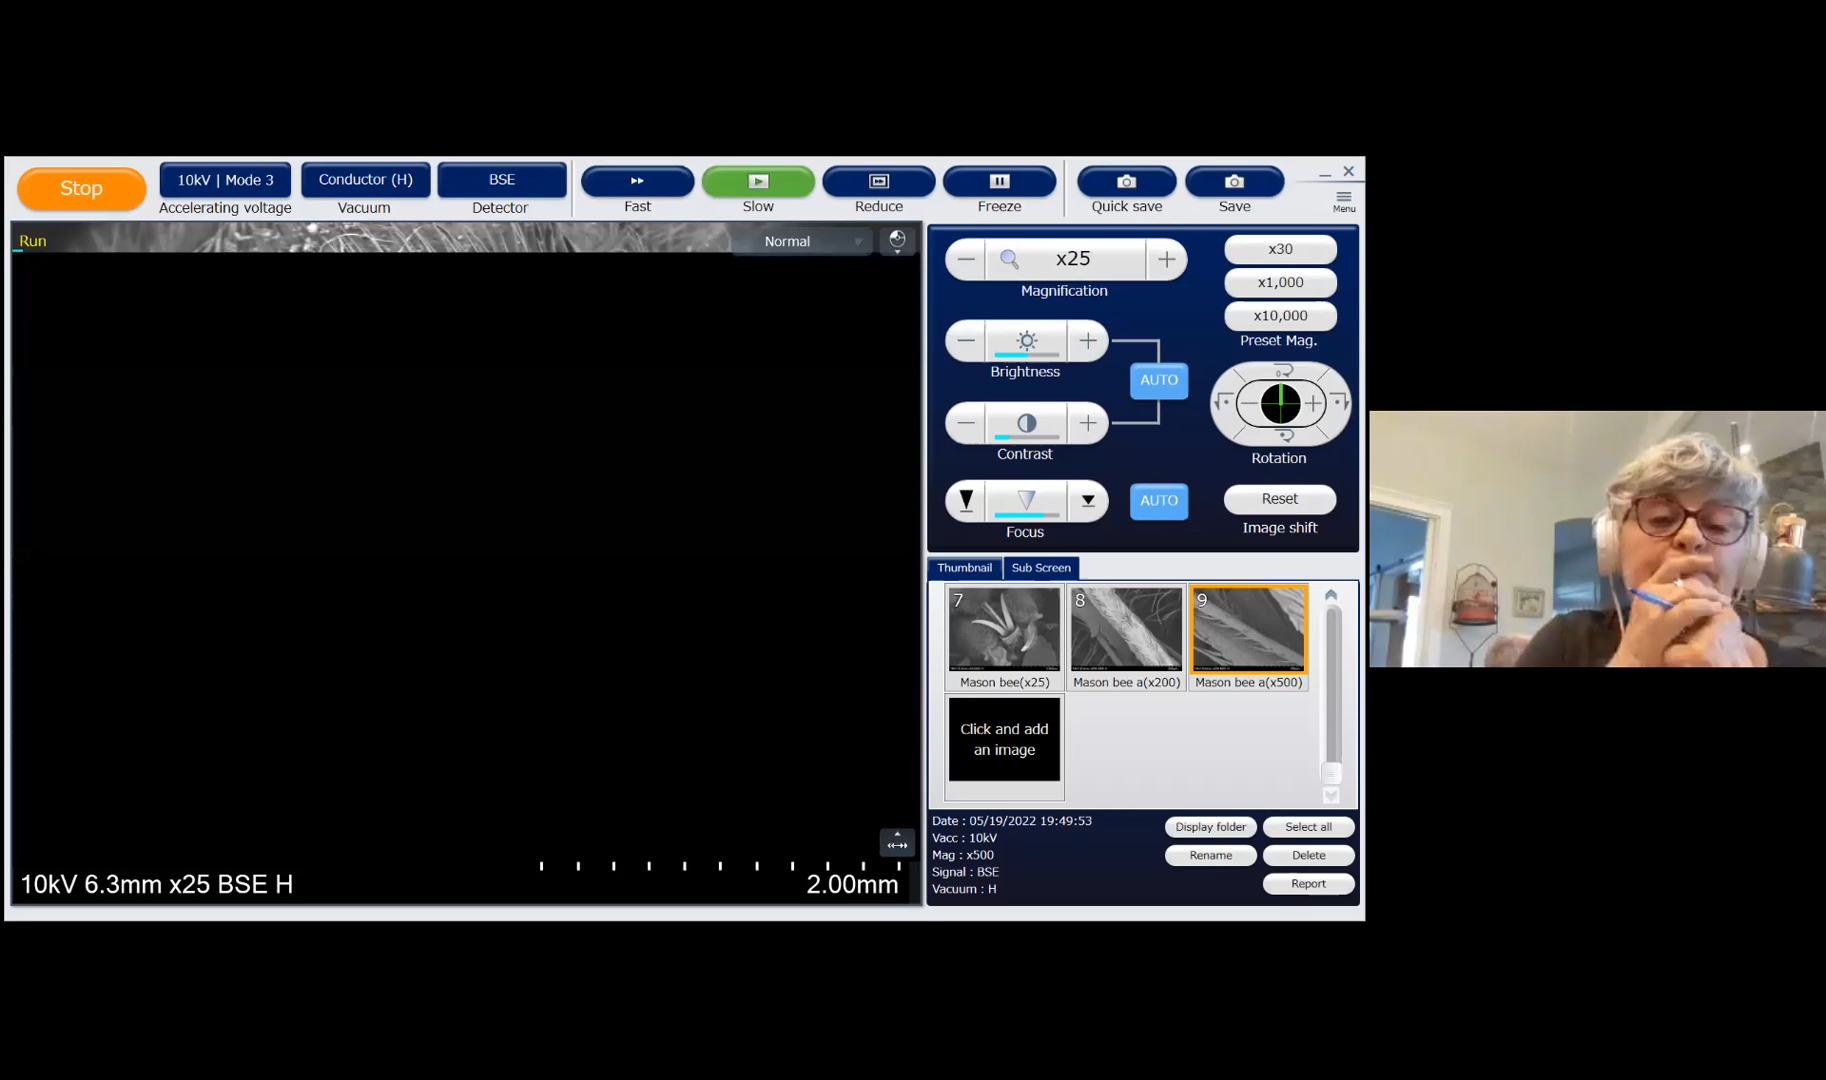 Stop
10kV | Mode 3
Accelerating voltage
Conductor (H)
Vacuum
BSE
Detector
Fast
Slow
Reduce
Freeze
Quick save
Save
Menu
Run
Normal
x25
Magnification
x30
x1,000
x10,000
Preset Mag.
Brightness
AUTO
Contrast
0
Rotation
Focus
AUTO
Reset
Image shift
Thumbnail
Sub Screen
7
8
9
Mason bee(x25)
Mason bee a(x200)
Mason bee a(x500)
Click and add
an image
Date : 05/19/2022 19:49:53
Vacc : 10kV
Mag : x500
Signal : BSE
Vacuum : H
Display folder
Select all
Rename
Delete
Report
10kV 6.3mm x25 BSE H
2.00mm